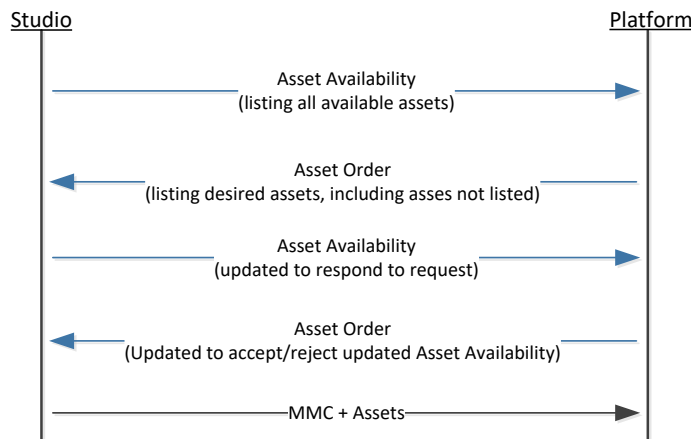 Studio
Platform
Asset Availability
(listing all available assets)
Asset Order
(listing desired assets, including asses not listed)
Asset Availability
(updated to respond to request)
Asset Order
(Updated to accept/reject updated Asset Availability)
MMC + Assets